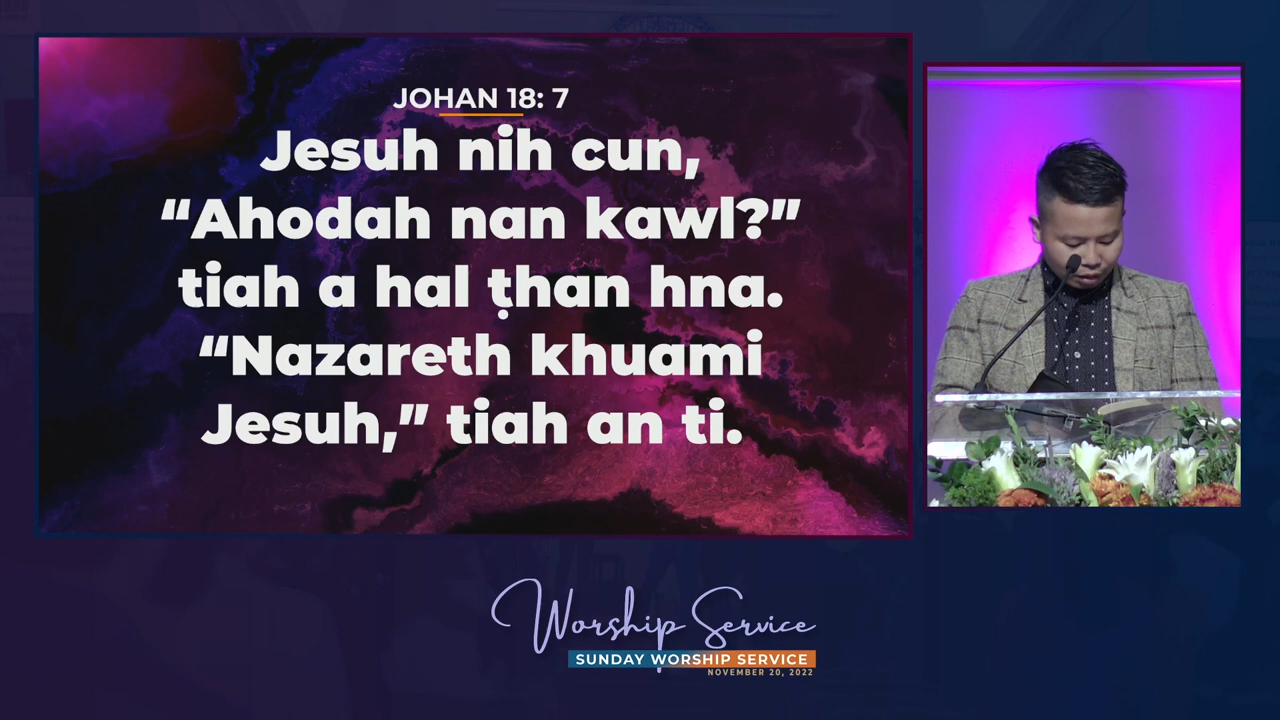 JOHAN 18: 7
Jesuh nih cun,
“Ahodah nan kawl?”
tiah a hal ṭhan hna.
“Nazareth khuami
Jesuh,” tiah an ti.
Worship Service
SUNDAY WORSHIP SERVICE
NOVEMBER 20, 2022